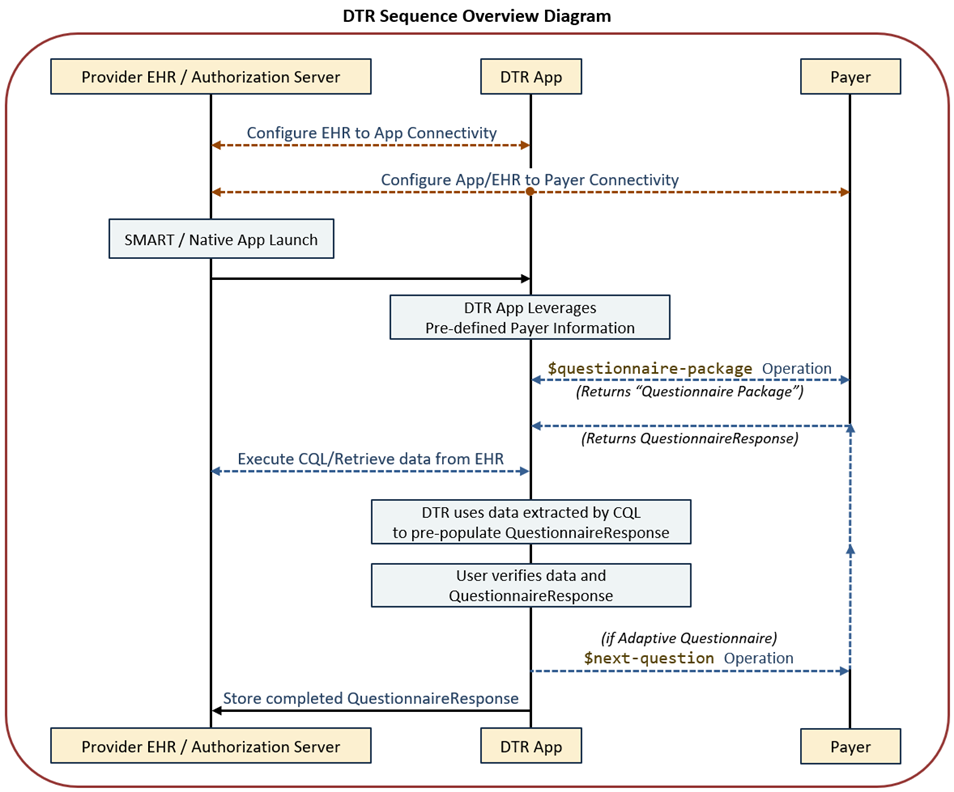 DTR Sequence Overview Diagram
Provider EHR / Authorization Server
DTR App
Payer
Configure EHR to App Connectivity
Configure App/EHR to Payer Connectivity
SMART / Native App Launch
DTR App Leverages
Pre-defined Payer Information
$questionnaire-package Operation
(Returns “Questionnaire Package”)
(Returns QuestionnaireResponse)
Execute CQL/Retrieve data from EHR
DTR uses data extracted by CQL
to pre-populate QuestionnaireResponse
User verifies data and
QuestionnaireResponse
(if Adaptive Questionnaire)
$next-question Operation
Store completed QuestionnaireResponse
Provider EHR / Authorization Server
DTR App
Payer